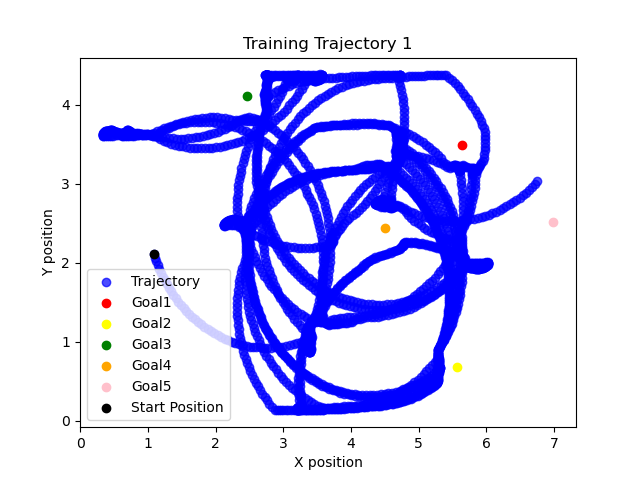 Training Trajectory 1
Y position
4
3
2
1
0
Trajectory
Goal1
Goal2
Goal3
Goal4
Goal5
Start Position
0 1 2 3 4 5 6 7
X position